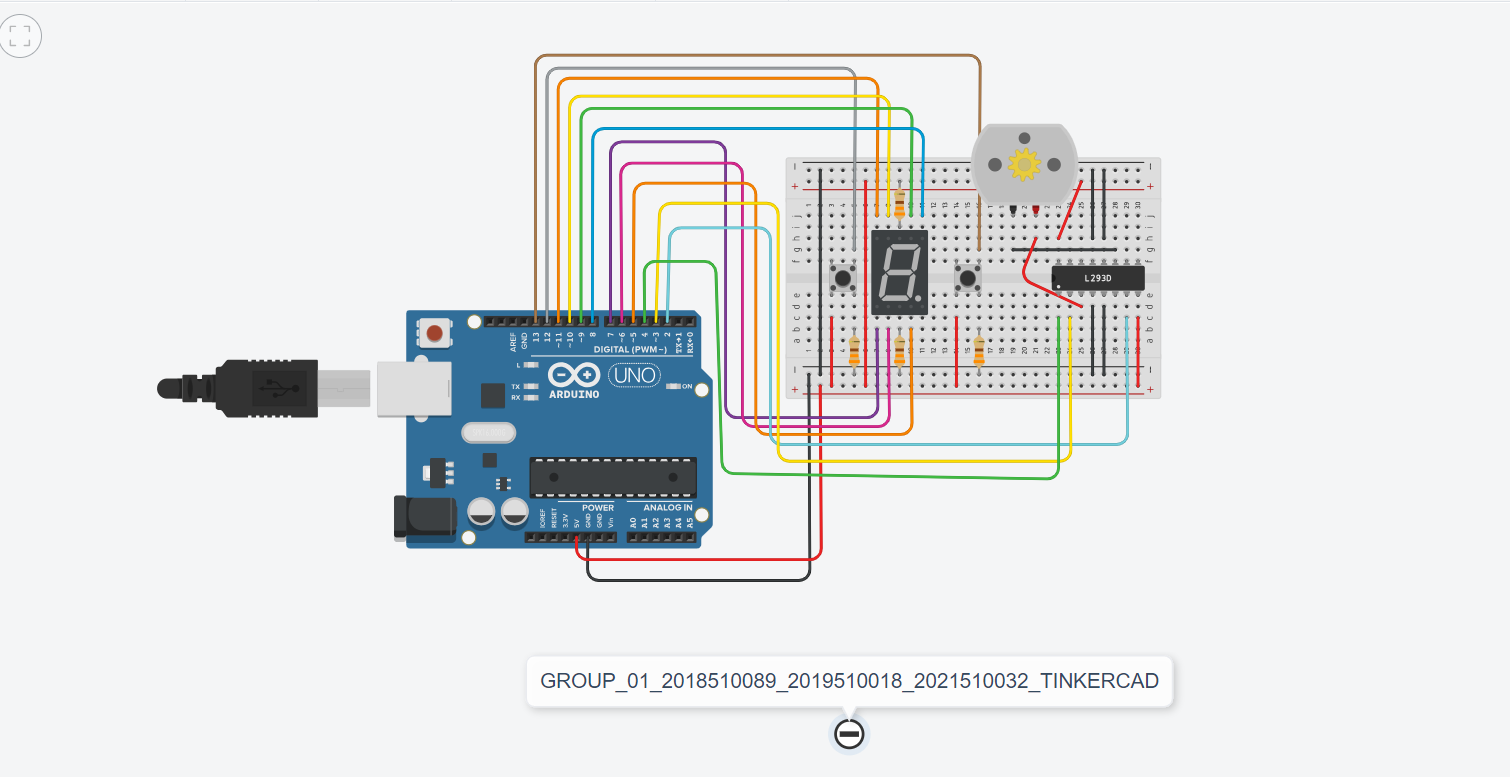 AREF
GND
13
12
~11
~10
~9
8
7
~6
~5
4
~3
2
TX→1
RX←0
DIGITAL (PWM~)
L
TX
RX
ARDUINO
UNO
ON
L293D
POWER
ANALOG IN
IOREF
RESET
3.3V
5V
GND
GND
Vin
A0
A1
A2
A3
A4
A5
GROUP_01_2018510089_2019510018_2021510032_TINKERCAD